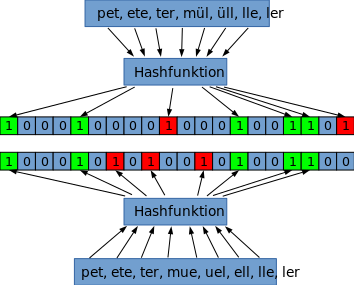 pet, ete, ter, mül, üll, lle, ler
Hashfunktion
1 0 0 0 1 0 0 0 0 1 0 0 0 1 0 0 1 1 0 1
1 0 0 0 1 0 1 0 1 0 0 1 0 1 0 0 1 1 0 0
Hashfunktion
pet, ete, ter, mue, uel, ell, lle, ler